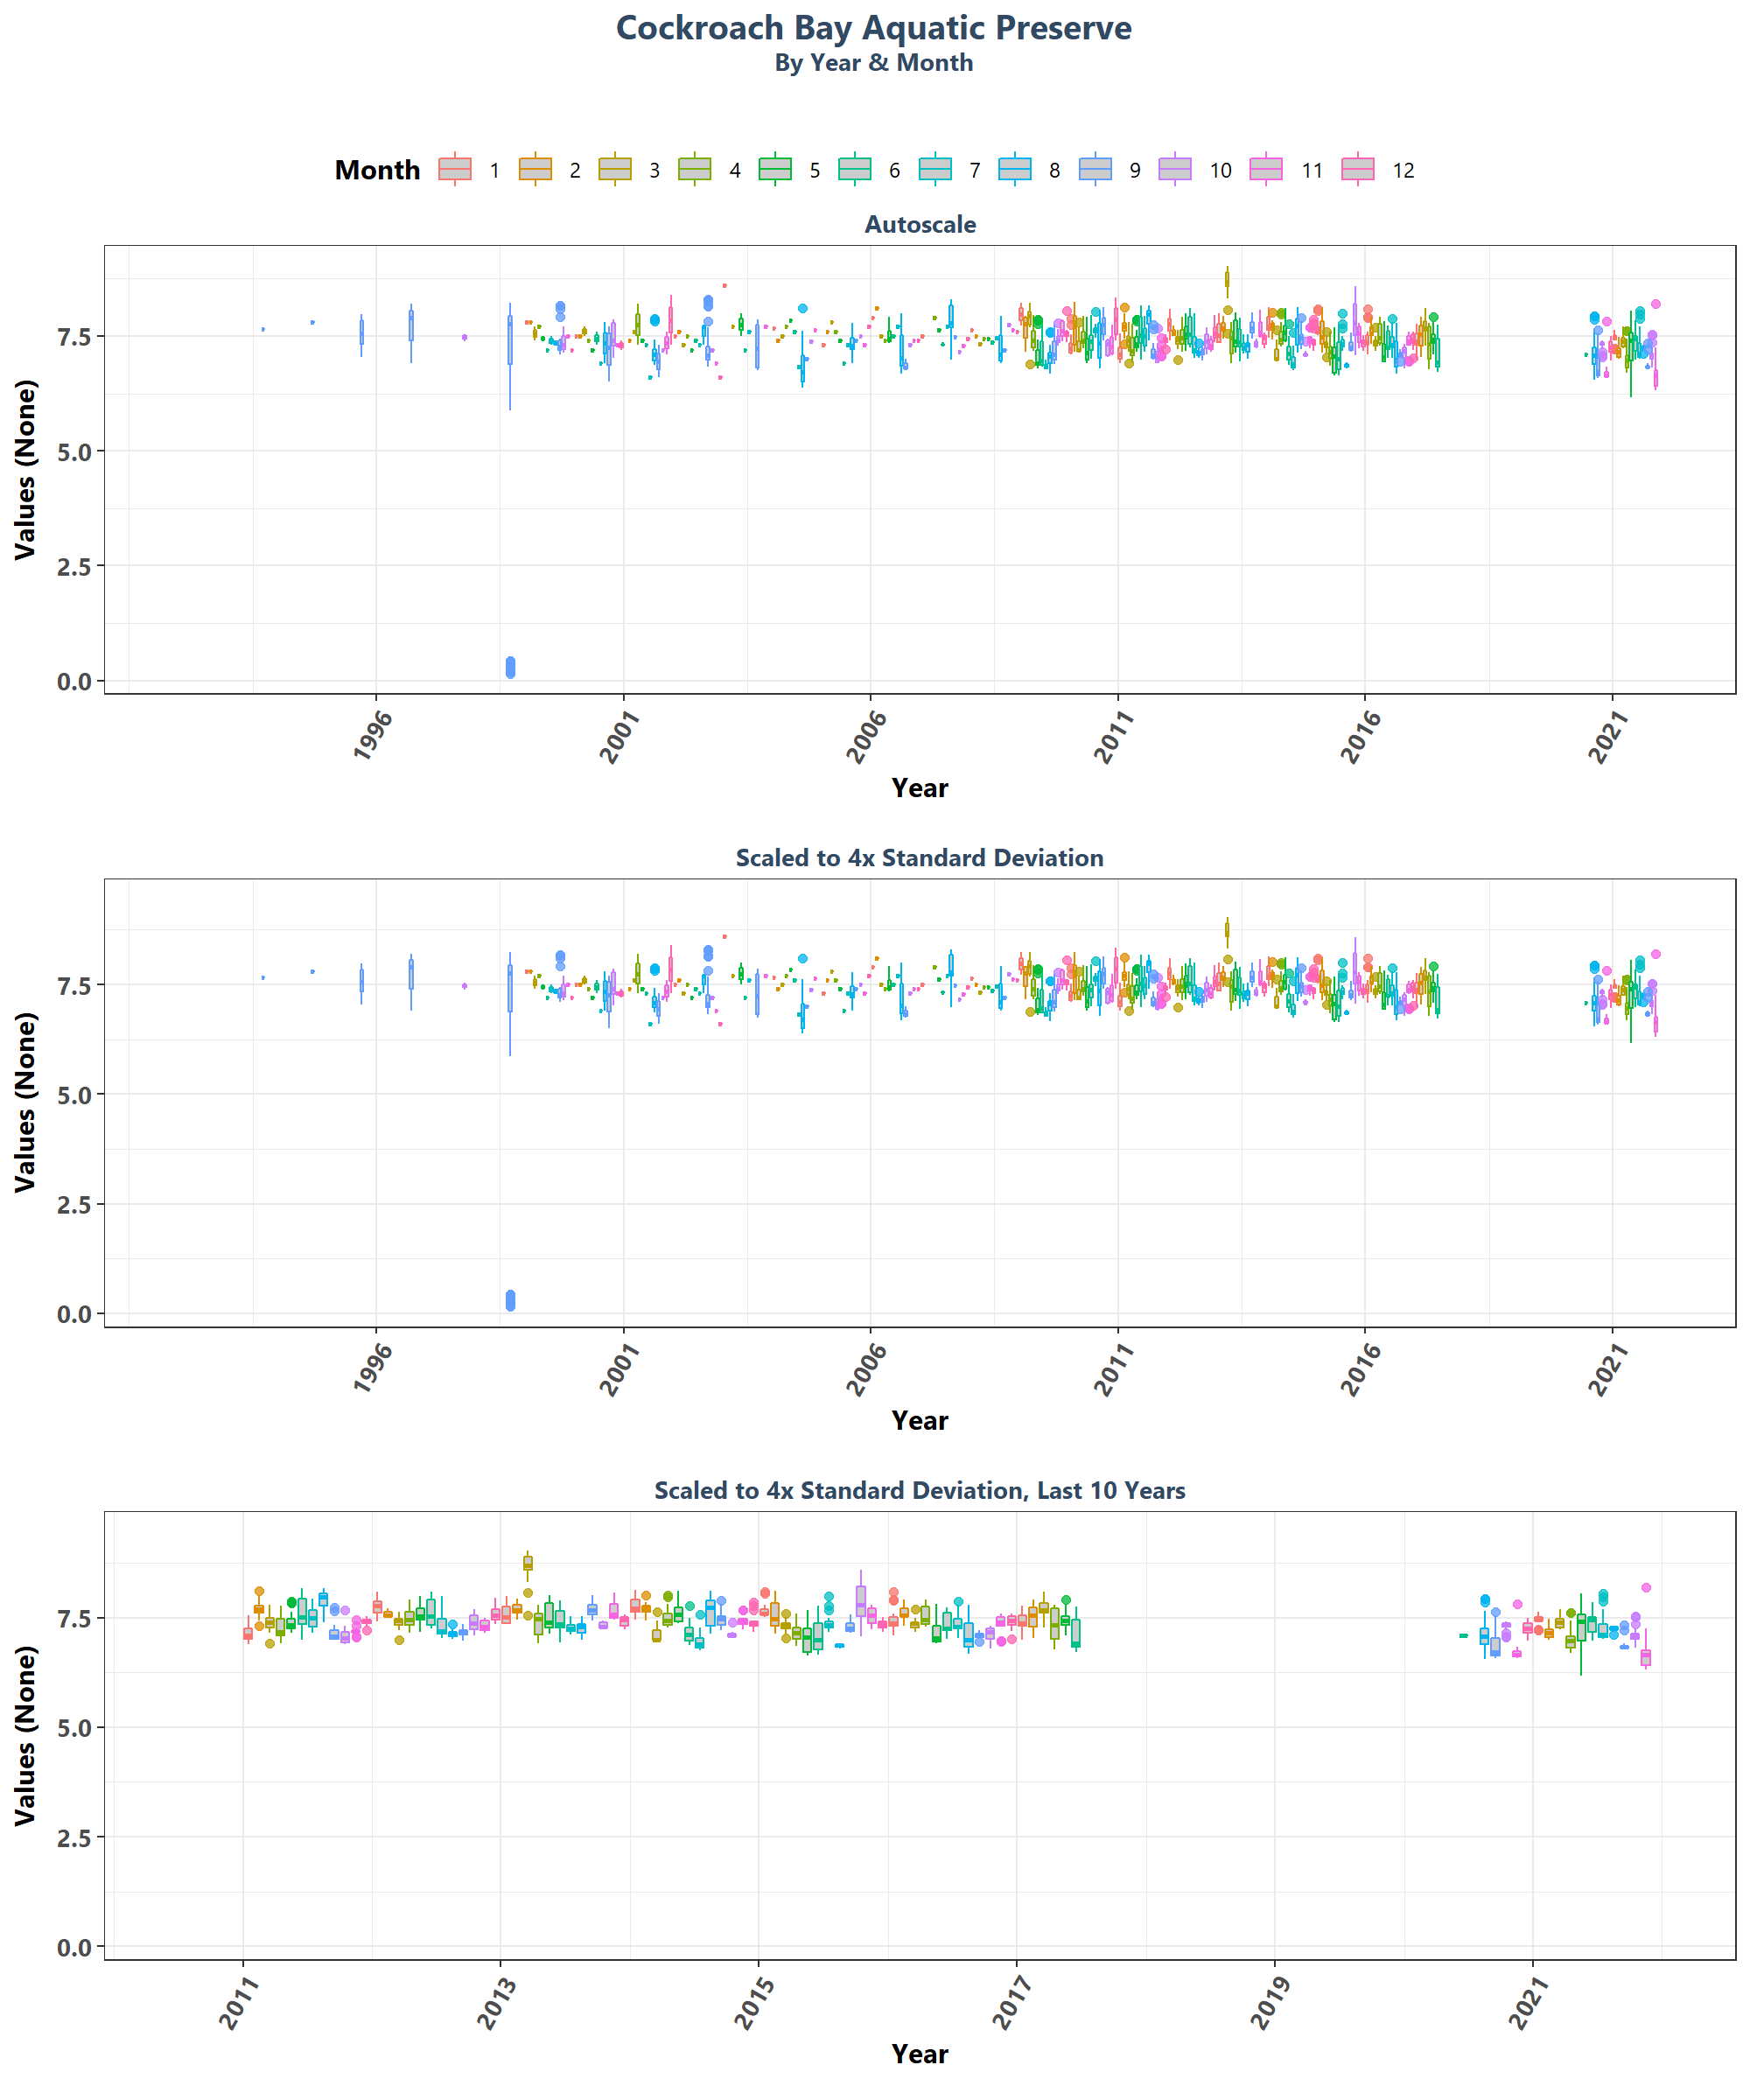 Cockroach Bay Aquatic Preserve
By Year & Month
Month 1 2 3 4 5 6 7 8 9 10 11 12
Autoscale
Values (None)
7.5
5.0
2.5
0.0
1996 2001 2006 2011 2016 2021
Year
Scaled to 4x Standard Deviation
Values (None)
7.5
5.0
2.5
0.0
1996 2001 2006 2011 2016 2021
Year
Scaled to 4x Standard Deviation, Last 10 Years
Values (None)
7.5
5.0
2.5
0.0
2011 2013 2015 2017 2019 2021
Year